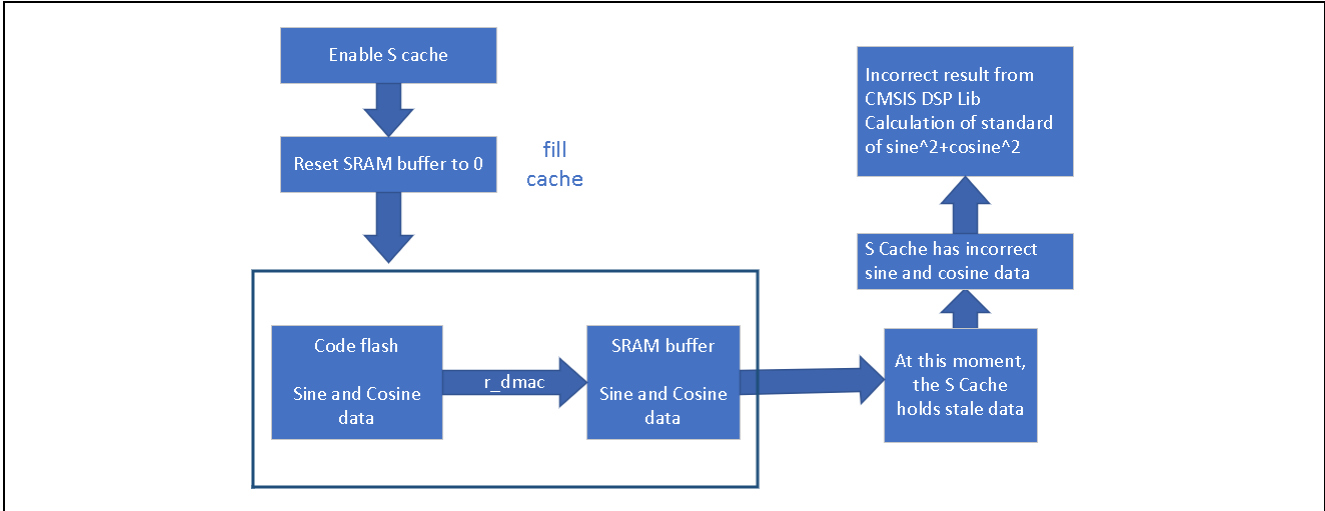 Enable S cache
Reset SRAM buffer to 0
fill
cache
Code flash
Sine and Cosine
data
r_dmac
SRAM buffer
Sine and Cosine
data
At this moment,
the S Cache
holds stale data
S Cache has incorrect
sine and cosine data
Incorrect result from
CMSIS DSP Lib
Calculation of standard
of sine^2+cosine^2